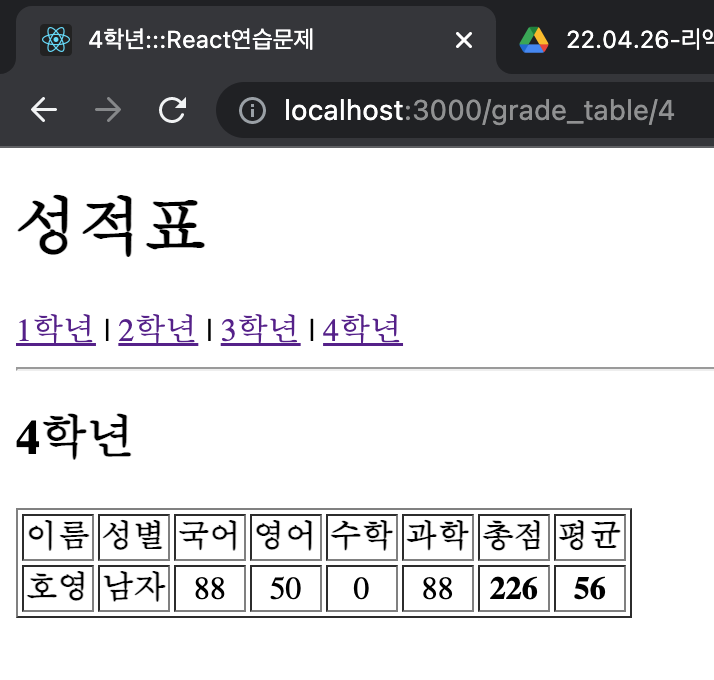 4학년:::React연습문제
22.04.26-리
localhost:3000/grade_table/4
성적표
1학년 | 2학년 | 3학년 | 4학년
4학년
이름 성별 국어 영어 수학 과학 총점 평균
호영 남자 88 50 0 88 226 56